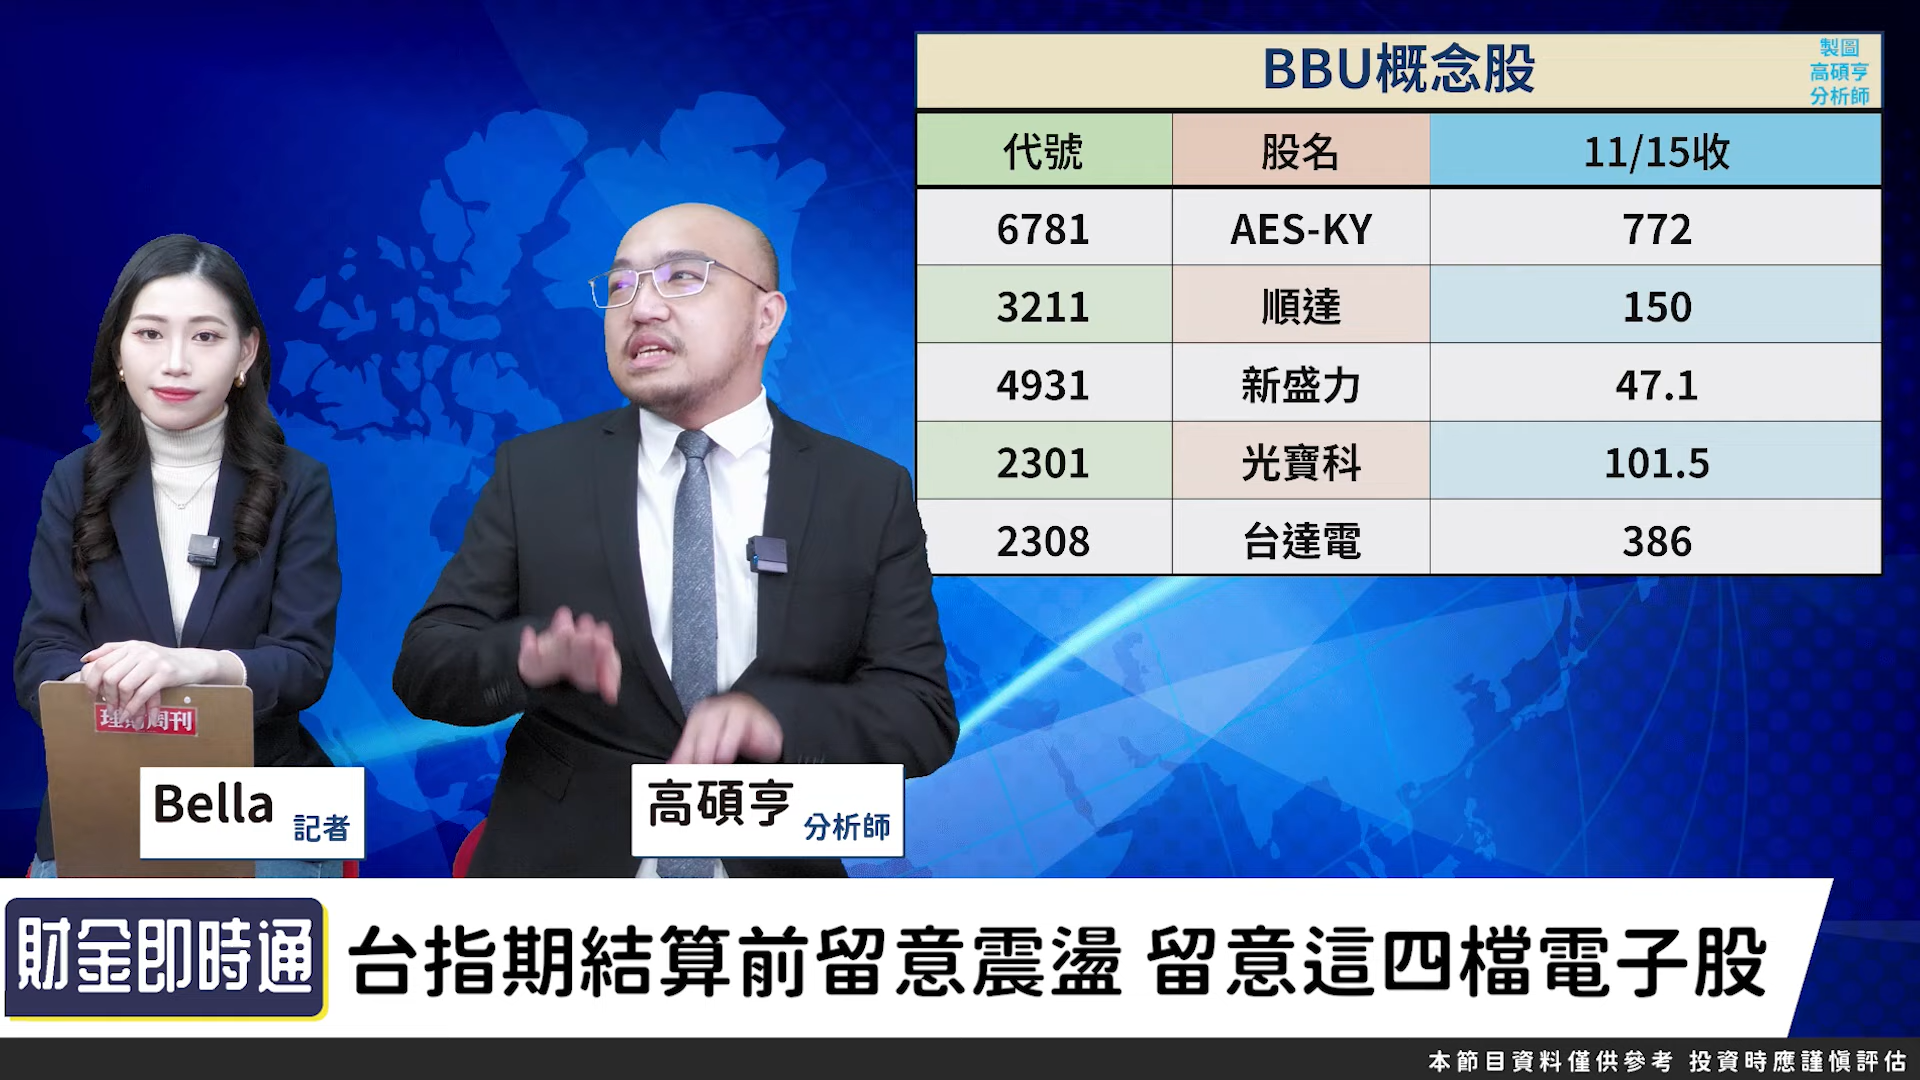 BBU概念股
製圖
高碩亨
分析師
代號 股名 11/15收
6781 AES-KY 772
3211 順達 150
4931 新盛力 47.1
2301 光寶科 101.5
2308 台達電 386
理財周刊
Bella 記者
高碩亨 分析師
財金即時通
台指期結算前留意震盪 留意這四檔電子股
本節目資料僅供參考 投資時應謹慎評估